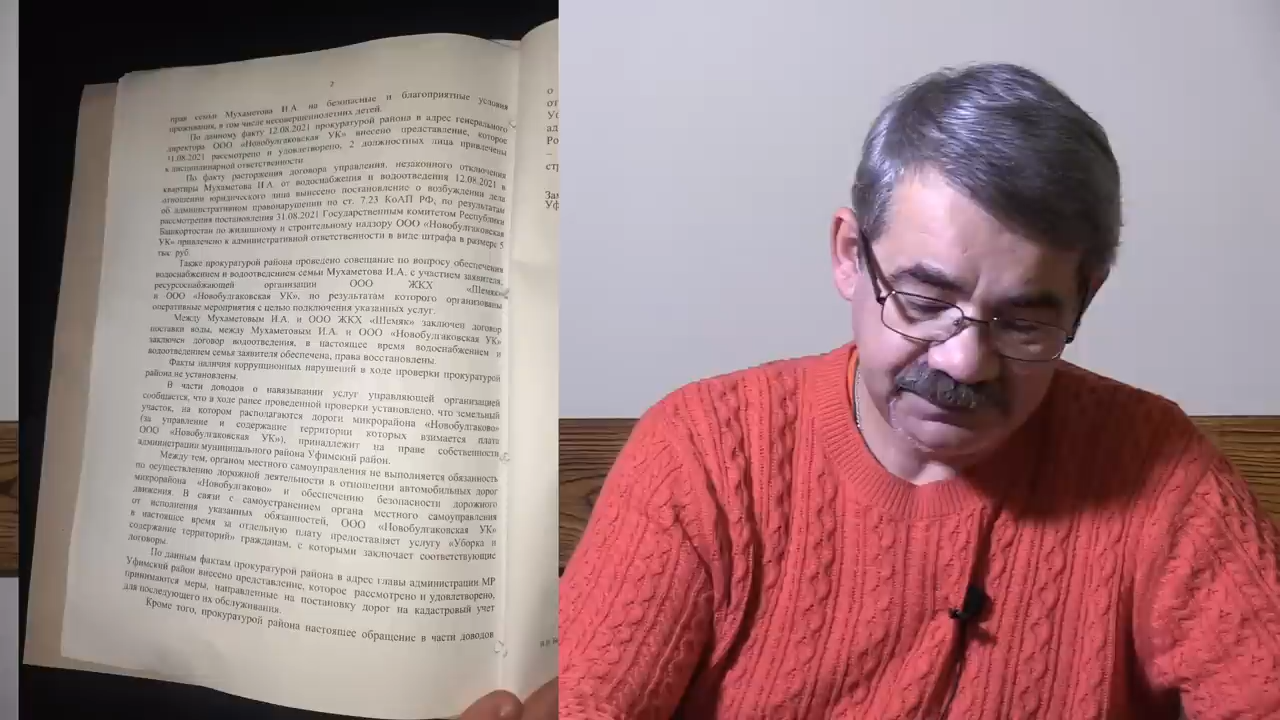 2
прав семьи Мухаметова И.А. на безопасные и благоприятные условия
проживания, в том числе несовершеннолетних детей.
По данному факту 12.08.2021 прокуратурой района в адрес генерального
директора ООО «Новобулгаковская УК» внесено представление, которое
31.08.2021 рассмотрено и удовлетворено, 2 должностных лица привлечены
к дисциплинарной ответственности.
По факту расторжения договора управления, незаконного отключения
квартиры Мухаметова И.А. от водоснабжения и водоотведения 12.08.2021 в
отношении юридического лица вынесено постановление о возбуждении дела
об административном правонарушении по ст. 7.23 КоАП РФ, по результатам
рассмотрения постановления 31.08.2021 Государственным комитетом Республики
Башкортостан по жилищному и строительному надзору ООО «Новобулгаковская
УК» привлечено к административной ответственности в виде штрафа в размере 5
тыс. руб.
Также прокуратурой района проведено совещание по вопросу обеспечения
водоснабжением и водоотведением семьи Мухаметова И.А. с участием заявителя,
ресурсоснабжающей организации ООО ЖКХ «Шемяк»
и ООО «Новобулгаковская УК», по результатам которого организованы
оперативные мероприятия с целью подключения указанных услуг.
Между Мухаметовым И.А. и ООО ЖКХ «Шемяк» заключен договор
поставки воды, между Мухаметовым И.А. и ООО «Новобулгаковская УК»
заключен договор водоотведения, в настоящее время водоснабжением и
водоотведением семья заявителя обеспечена, права восстановлены.
Факты наличия коррупционных нарушений в ходе проверки прокуратурой
района не установлены.
В части доводов о навязывании услуг управляющей организацией
сообщается, что в ходе ранее проведенной проверки установлено, что земельный
участок, на котором располагаются дороги микрорайона «Новобулгаково»
(за управление и содержание территории которых взимается плата
ООО «Новобулгаковская УК»), принадлежит на праве собственности
администрации муниципального района Уфимский район.
Между тем, органом местного самоуправления не выполняется обязанность
по осуществлению дорожной деятельности в отношении автомобильных дорог
микрорайона «Новобулгаково» и обеспечению безопасности дорожного
движения. В связи с самоустранением органа местного самоуправления
от исполнения указанных обязанностей, ООО «Новобулгаковская УК»
в настоящее время за отдельную плату предоставляет услугу «Уборка и
содержание территорий» гражданам, с которыми заключает соответствующие
договоры.
По данным фактам прокуратурой района в адрес главы администрации МР
Уфимский район внесено представление, которое рассмотрено и удовлетворено,
принимаются меры, направленные на постановку дорог на кадастровый учет
для последующего их обслуживания.
Кроме того, прокуратурой района настоящее обращение в части доводов
о
от
Уф
ад
Ро
–
ст
Зам
Уф